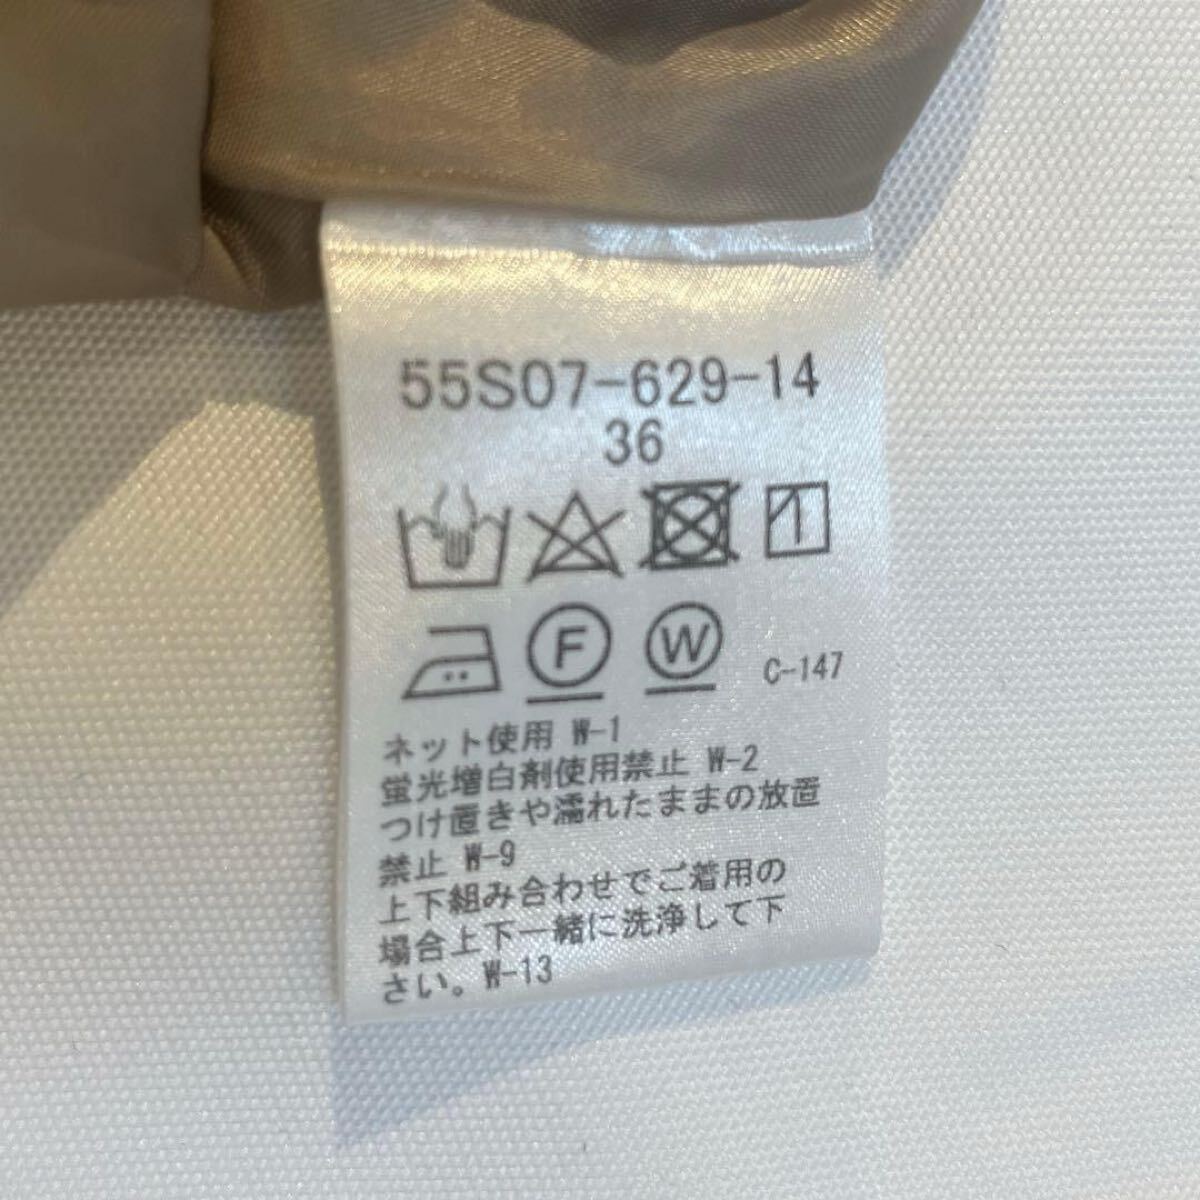 55S07-629-14
36
F W C-147
ネット使用 W-1
蛍光増白剤使用禁止 W-2
つけ置きや濡れたままの放置
禁止 W-9
上下組み合わせでご着用の
場合上下一緒に洗浄して下
さい。W-13